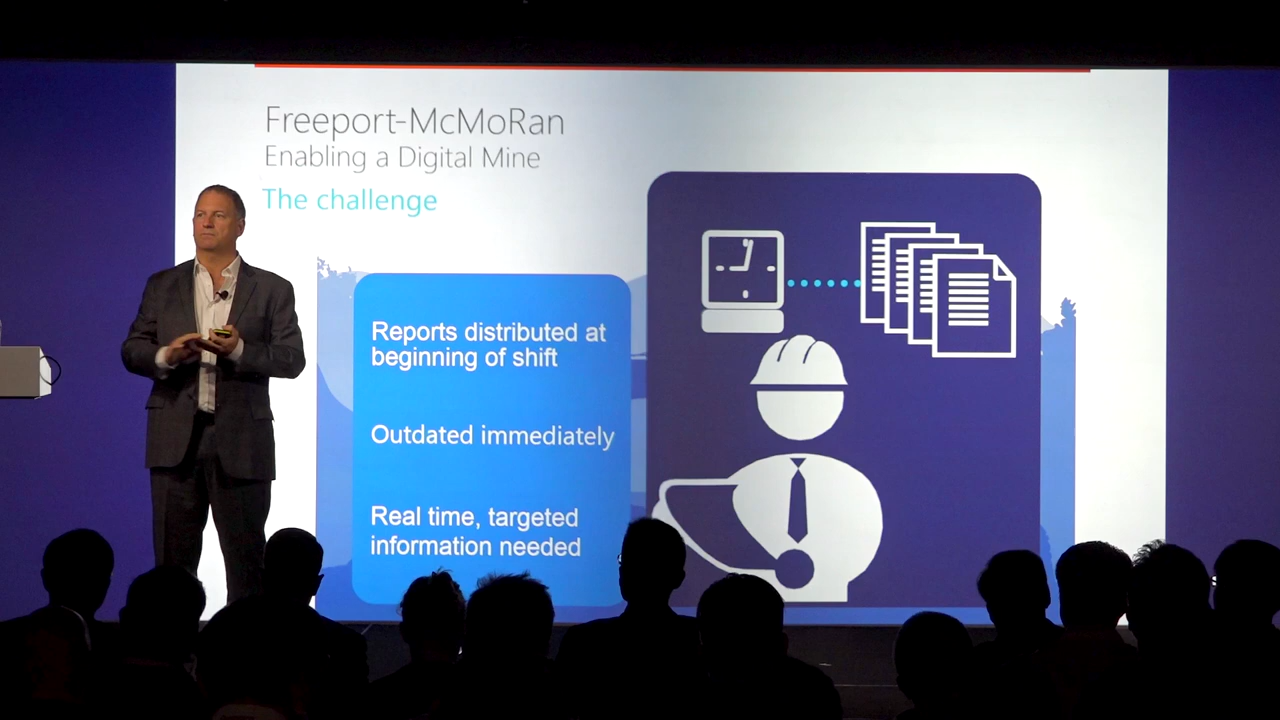 Freeport-McMoRan
Enabling a Digital Mine
The challenge
Reports distributed at
beginning of shift
Outdated immediately
Real time, targeted
information needed